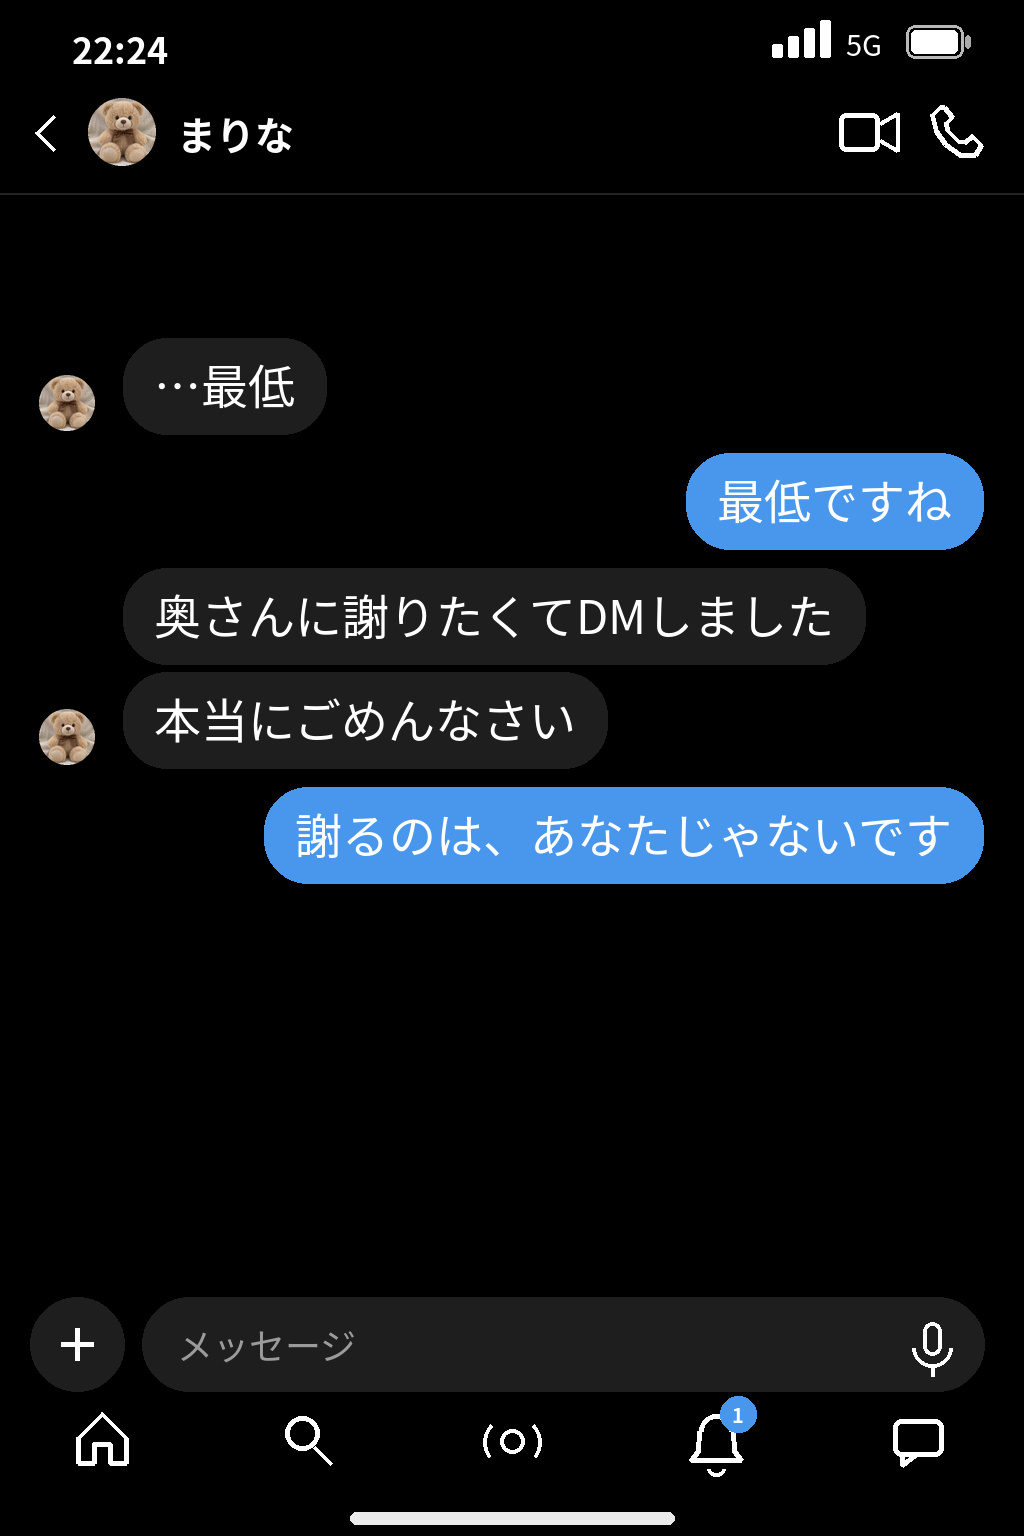 22:24
5G
まりな
…最低
最低ですね
奥さんに謝りたくてDMしました
本当にごめんなさい
謝るのは、あなたじゃないです
メッセージ
1